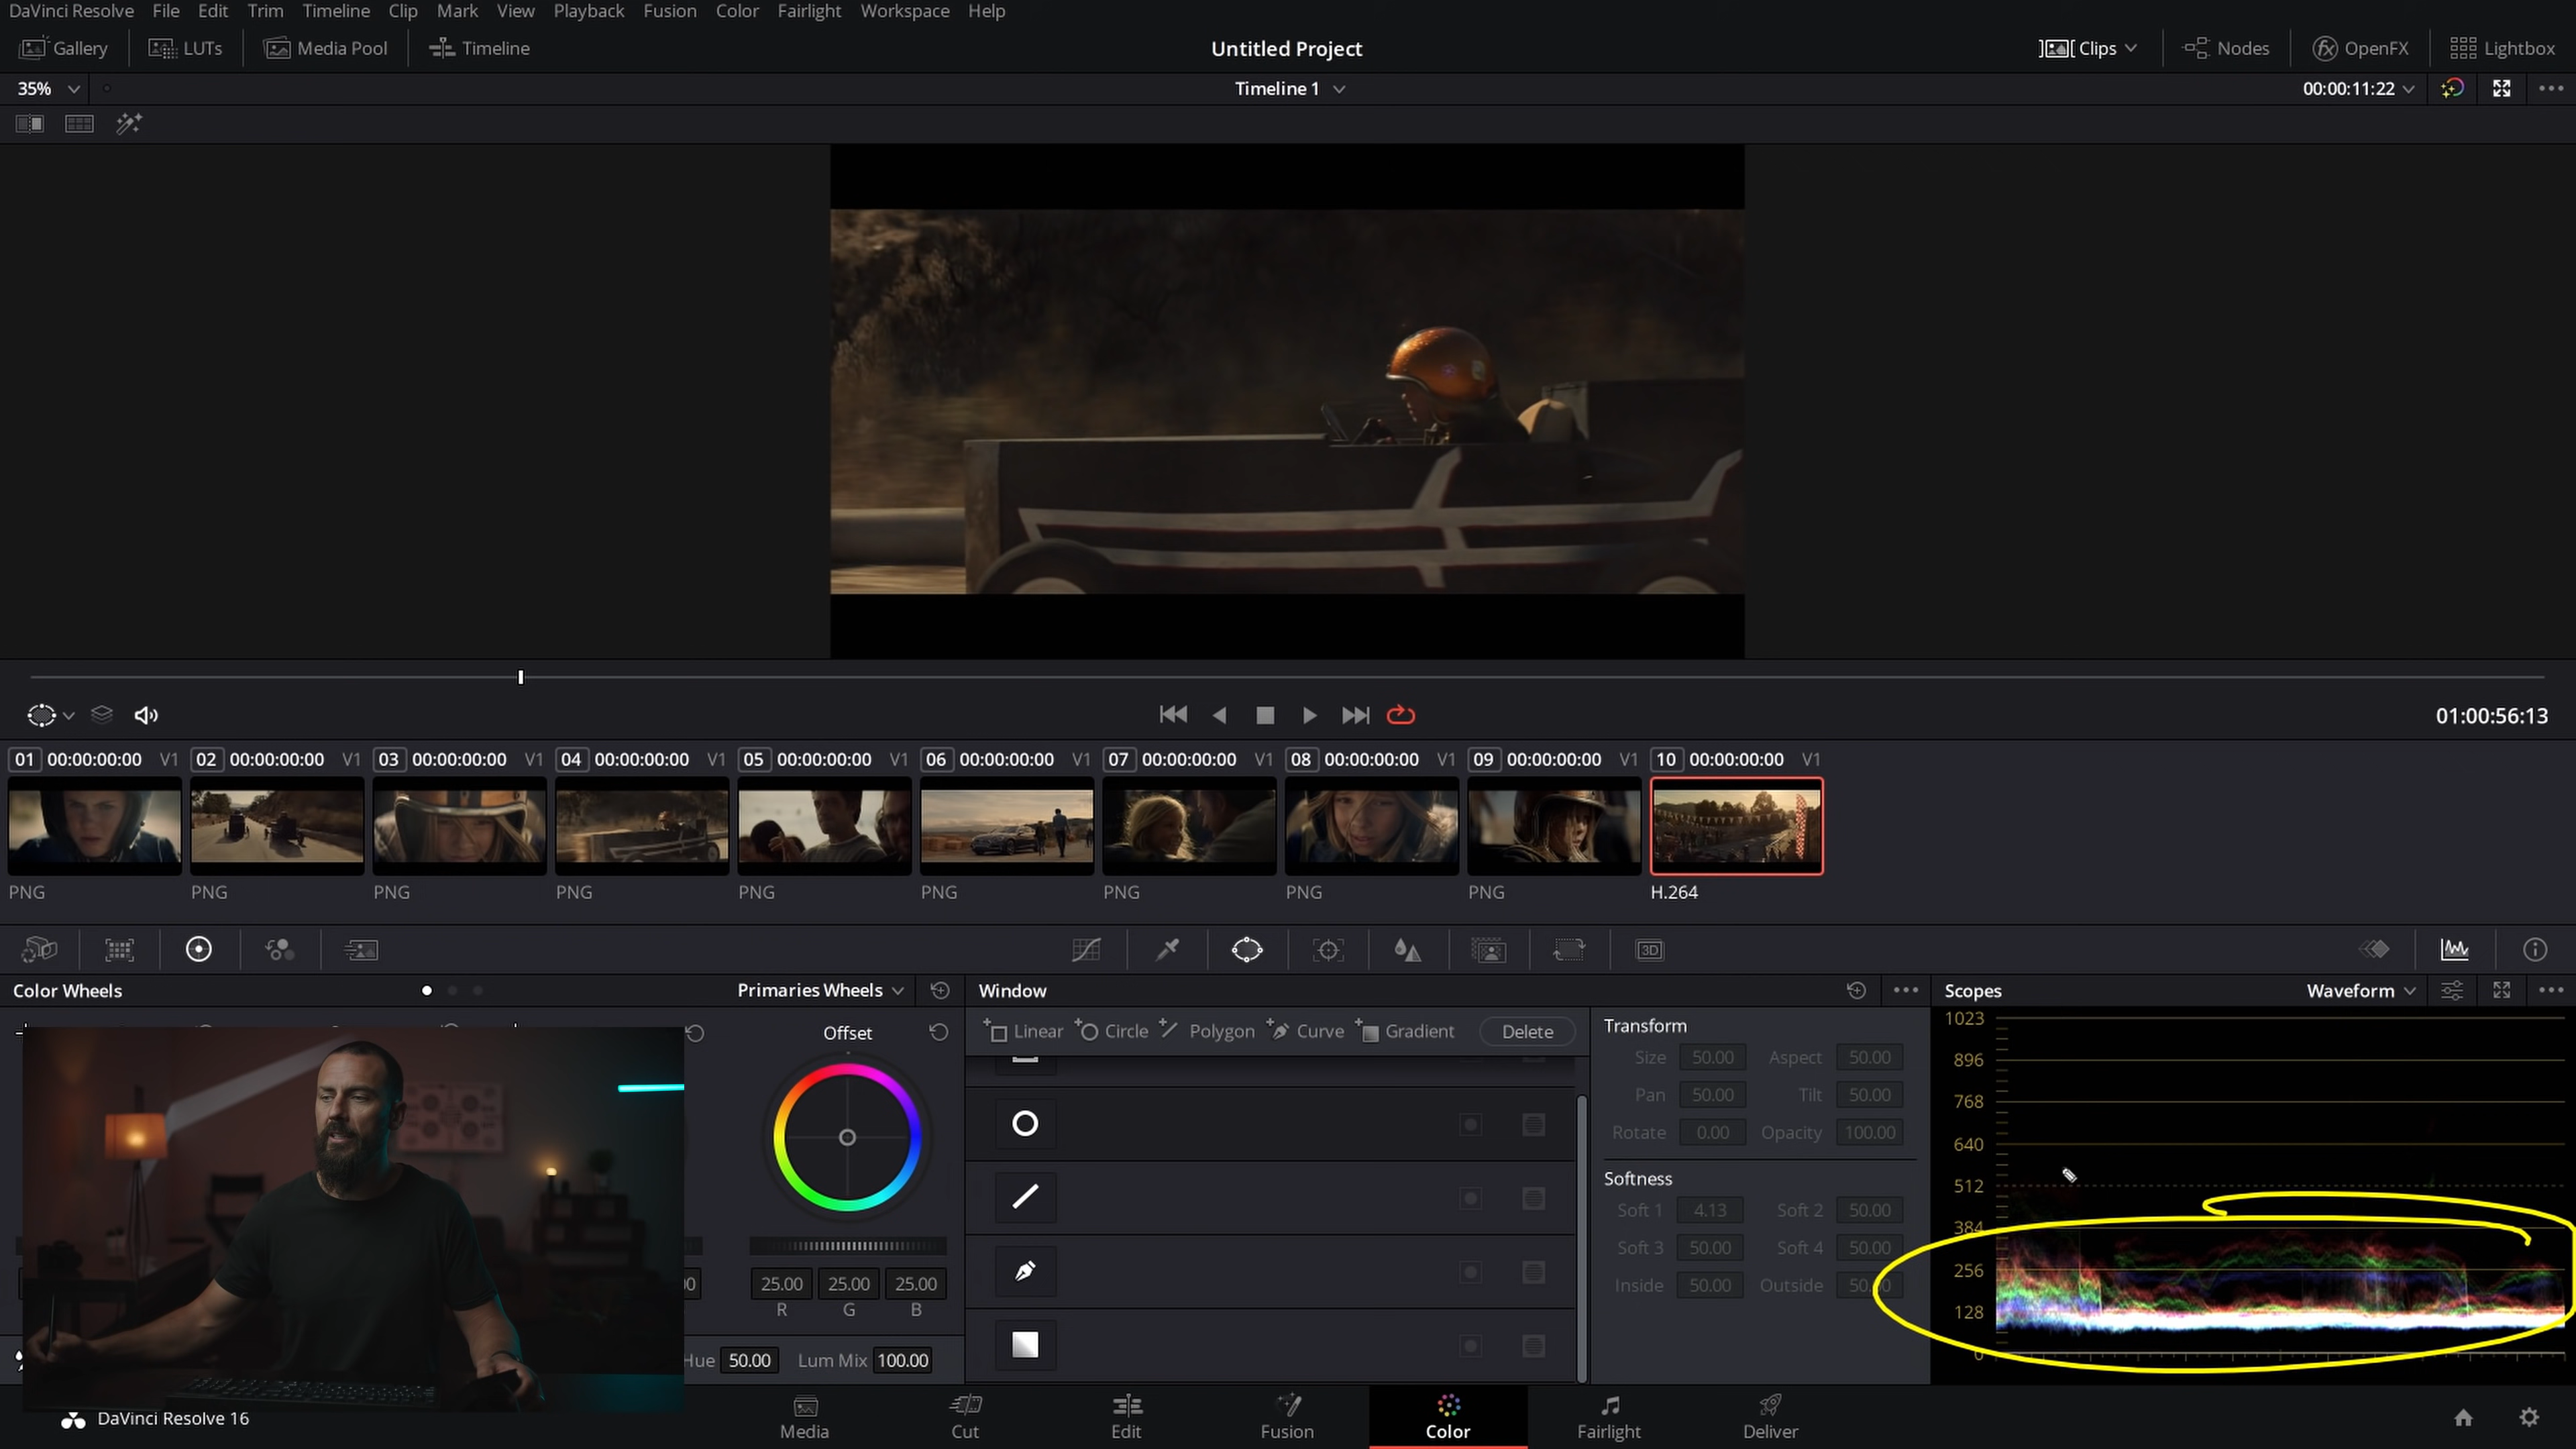 DaVinci Resolve File Edit Trim Timeline Clip Mark View Playback Fusion Color Fairlight Workspace Help
Gallery LUTs Media Pool Timeline Untitled Project Clips Nodes OpenFX Lightbox
35% Timeline 1 00:00:11:22
01:00:56:13
01 00:00:00:00 V1 02 00:00:00:00 V1 03 00:00:00:00 V1 04 00:00:00:00 V1 05 00:00:00:00 V1 06 00:00:00:00 V1 07 00:00:00:00 V1 08 00:00:00:00 V1 09 00:00:00:00 V1 10 00:00:00:00 V1
PNG PNG PNG PNG PNG PNG PNG PNG PNG H.264
3D
Color Wheels Primaries Wheels Window Scopes Waveform
Offset
25.00 25.00 25.00
R G B
Hue 50.00 Lum Mix 100.00
Linear Circle Polygon Curve Gradient Delete
Transform
Size 50.00 Aspect 50.00
Pan 50.00 Tilt 50.00
Rotate 0.00 Opacity 100.00
Softness
Soft 1 4.13 Soft 2 50.00
Soft 3 50.00 Soft 4 50.00
Inside 50.00 Outside 50.00
1023
896
768
640
512
384
256
128
0
DaVinci Resolve 16
Media Cut Edit Fusion Color Fairlight Deliver